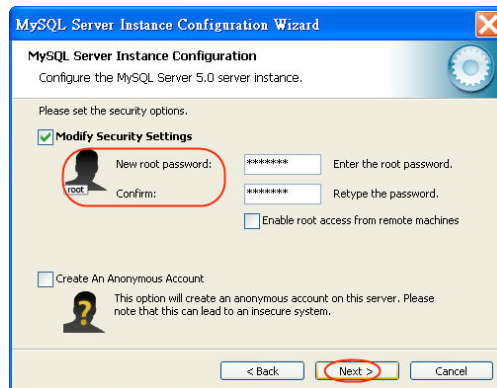 MySQL Server Instance Configuration Wizard
MySQL Server Instance Configuration
Configure the MySQL Server 5.0 server instance.
Please set the security options.
Modify Security Settings
New root password: ******* Enter the root password.
root
Confirm: ******* Retype the password.
Enable root access from remote machines
Create An Anonymous Account
This option will create an anonymous account on this server. Please
note that this can lead to an insecure system.
< Back Next > Cancel